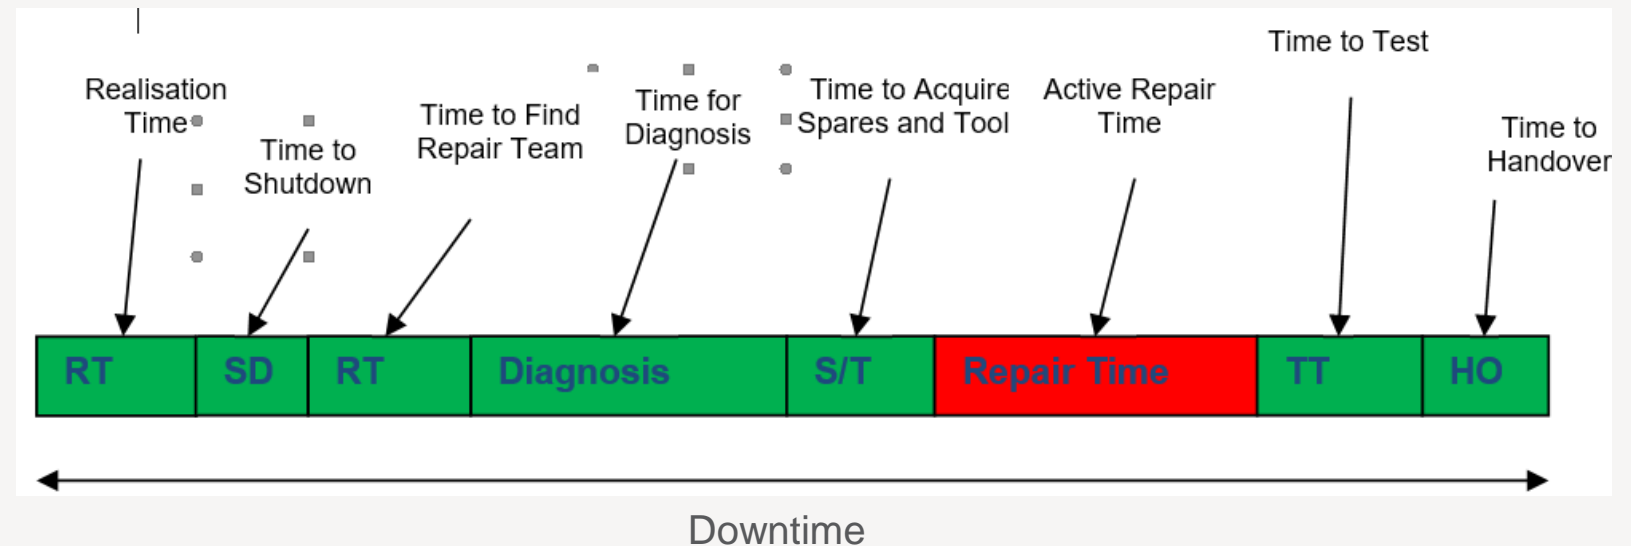 Realisation
Time
Time to
Shutdown
Time to Find
Repair Team
Time for
Diagnosis
Time to Acquire
Spares and Tool
Active Repair
Time
Time to Test
Time to
Handover
RT
SD
RT
Diagnosis
S/T
Repair Time
TT
HO
Downtime